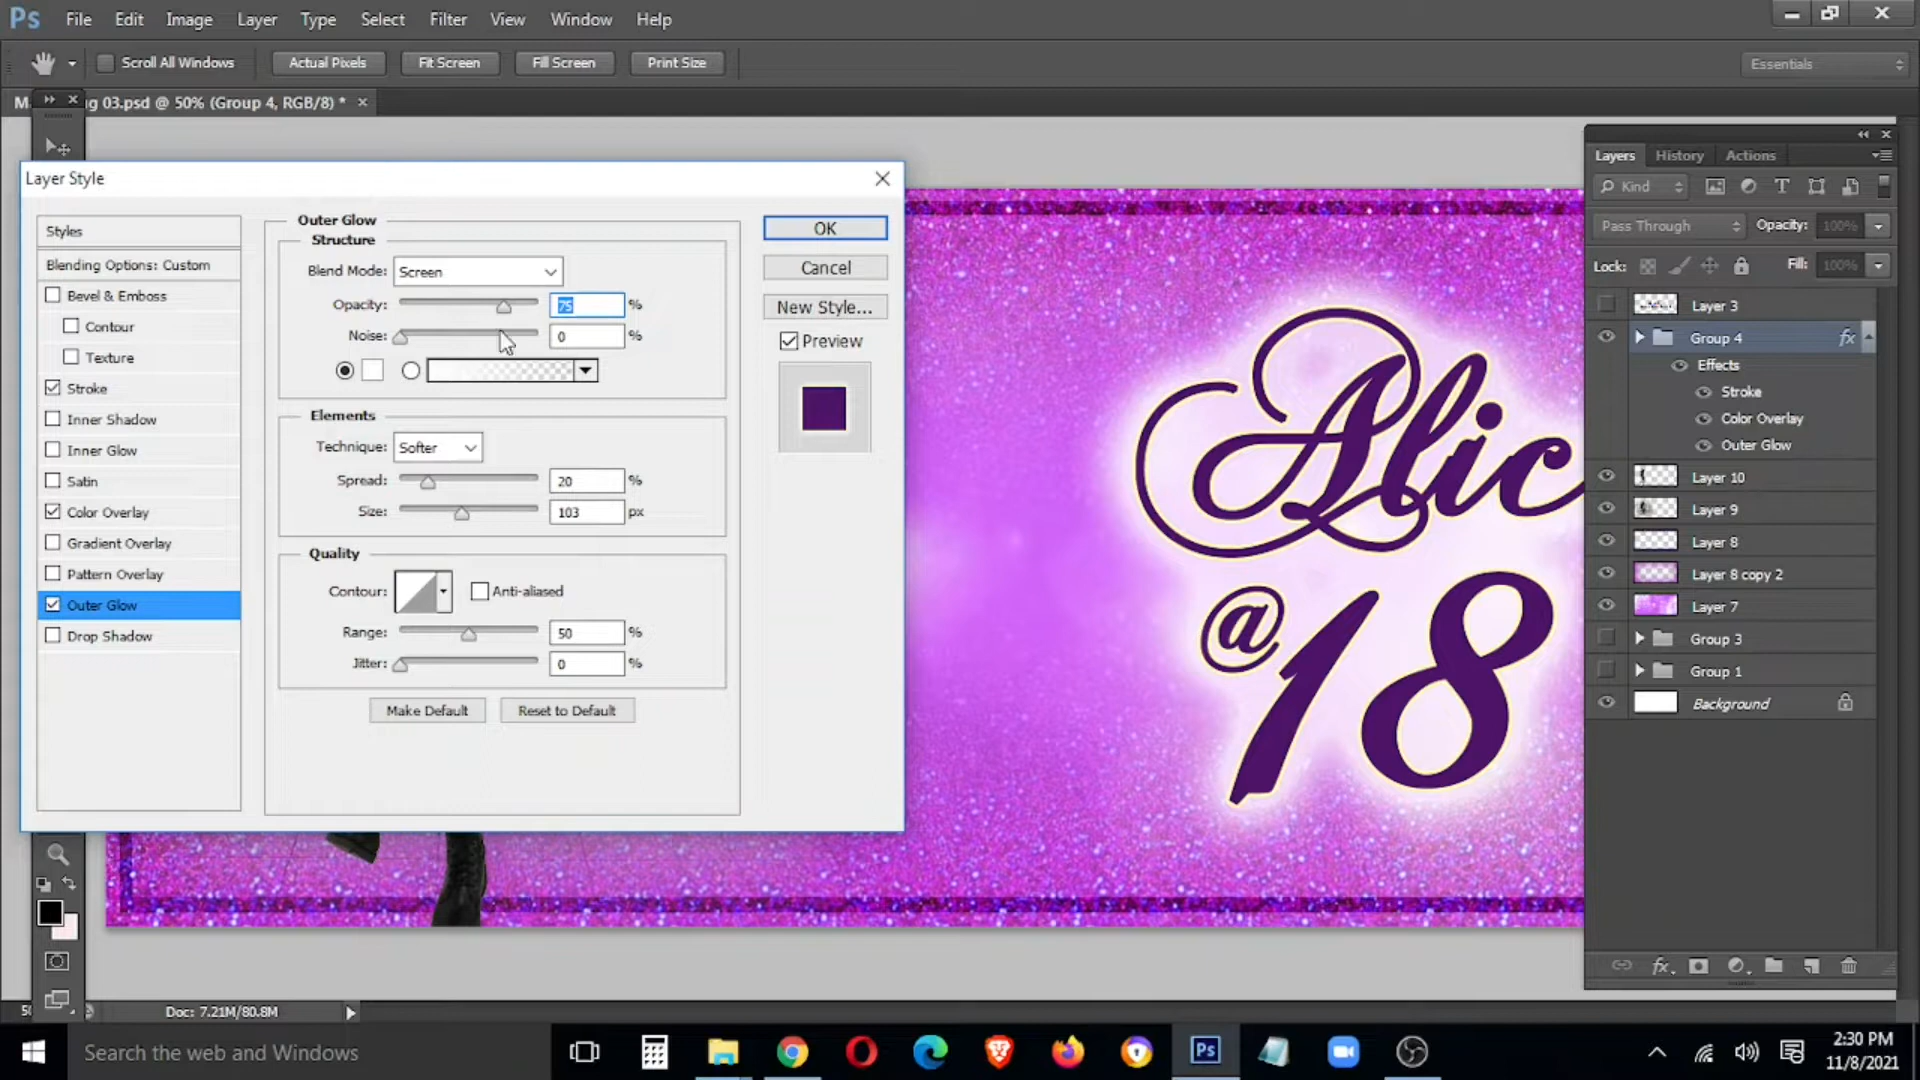 Ps File Edit Image Layer Type Select Filter View Window Help
Scroll All Windows Actual Pixels Fit Screen Fill Screen Print Size Essentials
ng 03.psd @ 50% (Group 4, RGB/8) *
Layer Style
Styles
Blending Options: Custom
Bevel & Emboss
Contour
Texture
Stroke
Inner Shadow
Inner Glow
Satin
Color Overlay
Gradient Overlay
Pattern Overlay
Outer Glow
Drop Shadow
Outer Glow
Structure
Blend Mode: Screen
Opacity: 75 %
Noise: 0 %
Elements
Technique: Softer
Spread: 20 %
Size: 103 px
Quality
Contour: Anti-aliased
Range: 50 %
Jitter: 0 %
Make Default Reset to Default
OK
Cancel
New Style...
Preview
Alic
@18
Layers History Actions
Kind
Pass Through Opacity: 100%
Lock: Fill: 100%
Layer 3
Group 4 fx
Effects
Stroke
Color Overlay
Outer Glow
Layer 10
Layer 9
Layer 8
Layer 8 copy 2
Layer 7
Group 3
Group 1
Background
fx
Doc: 7.21M/80.8M
Search the web and Windows
Ps
2:30 PM
11/8/2021